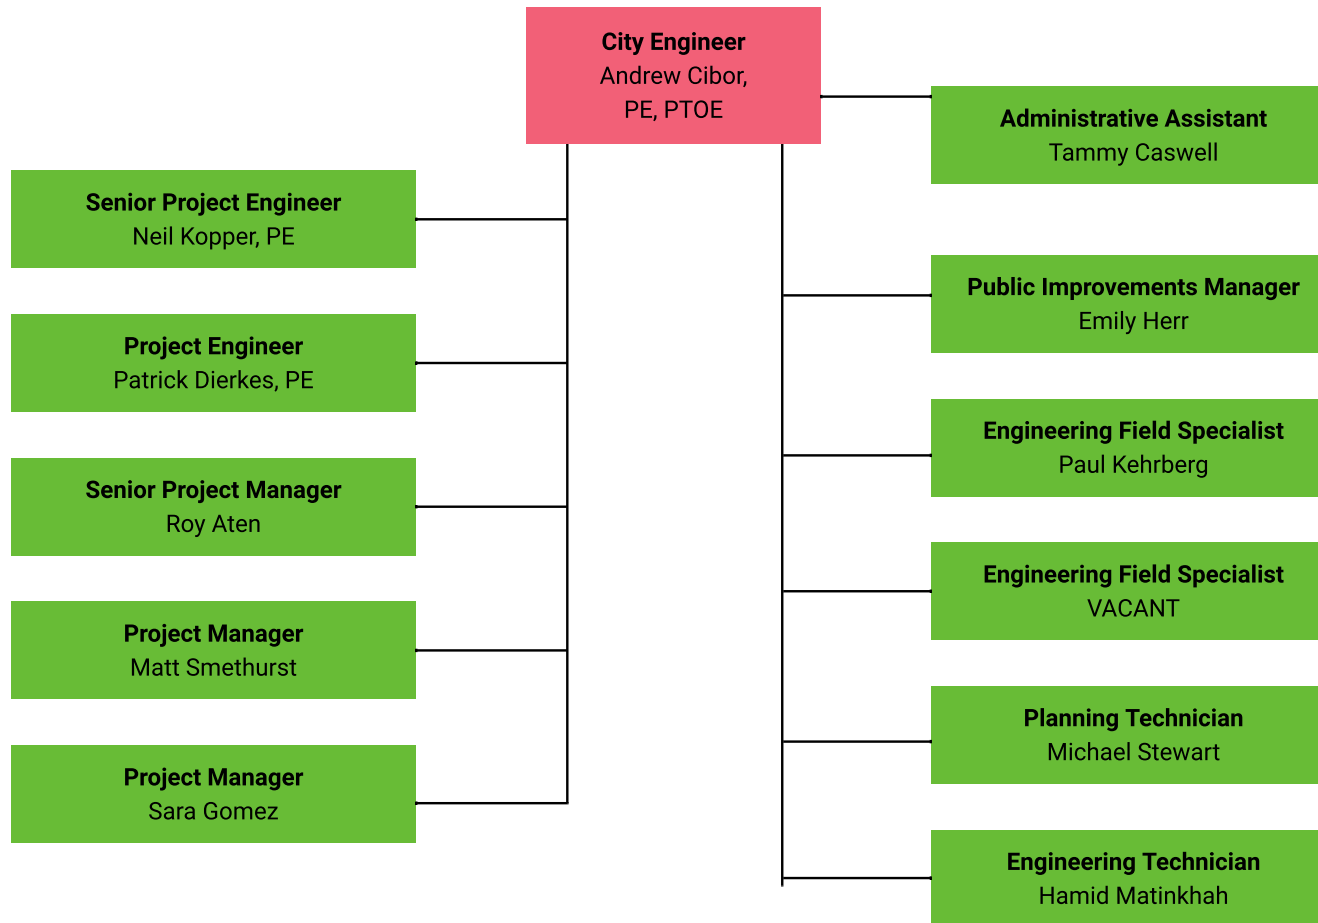 City Engineer
Andrew Cibor,
PE, PTOE
Administrative Assistant
Tammy Caswell
Senior Project Engineer
Neil Kopper, PE
Public Improvements Manager
Emily Herr
Project Engineer
Patrick Dierkes, PE
Engineering Field Specialist
Paul Kehrberg
Senior Project Manager
Roy Aten
Engineering Field Specialist
VACANT
Project Manager
Matt Smethurst
Planning Technician
Michael Stewart
Project Manager
Sara Gomez
Engineering Technician
Hamid Matinkhah